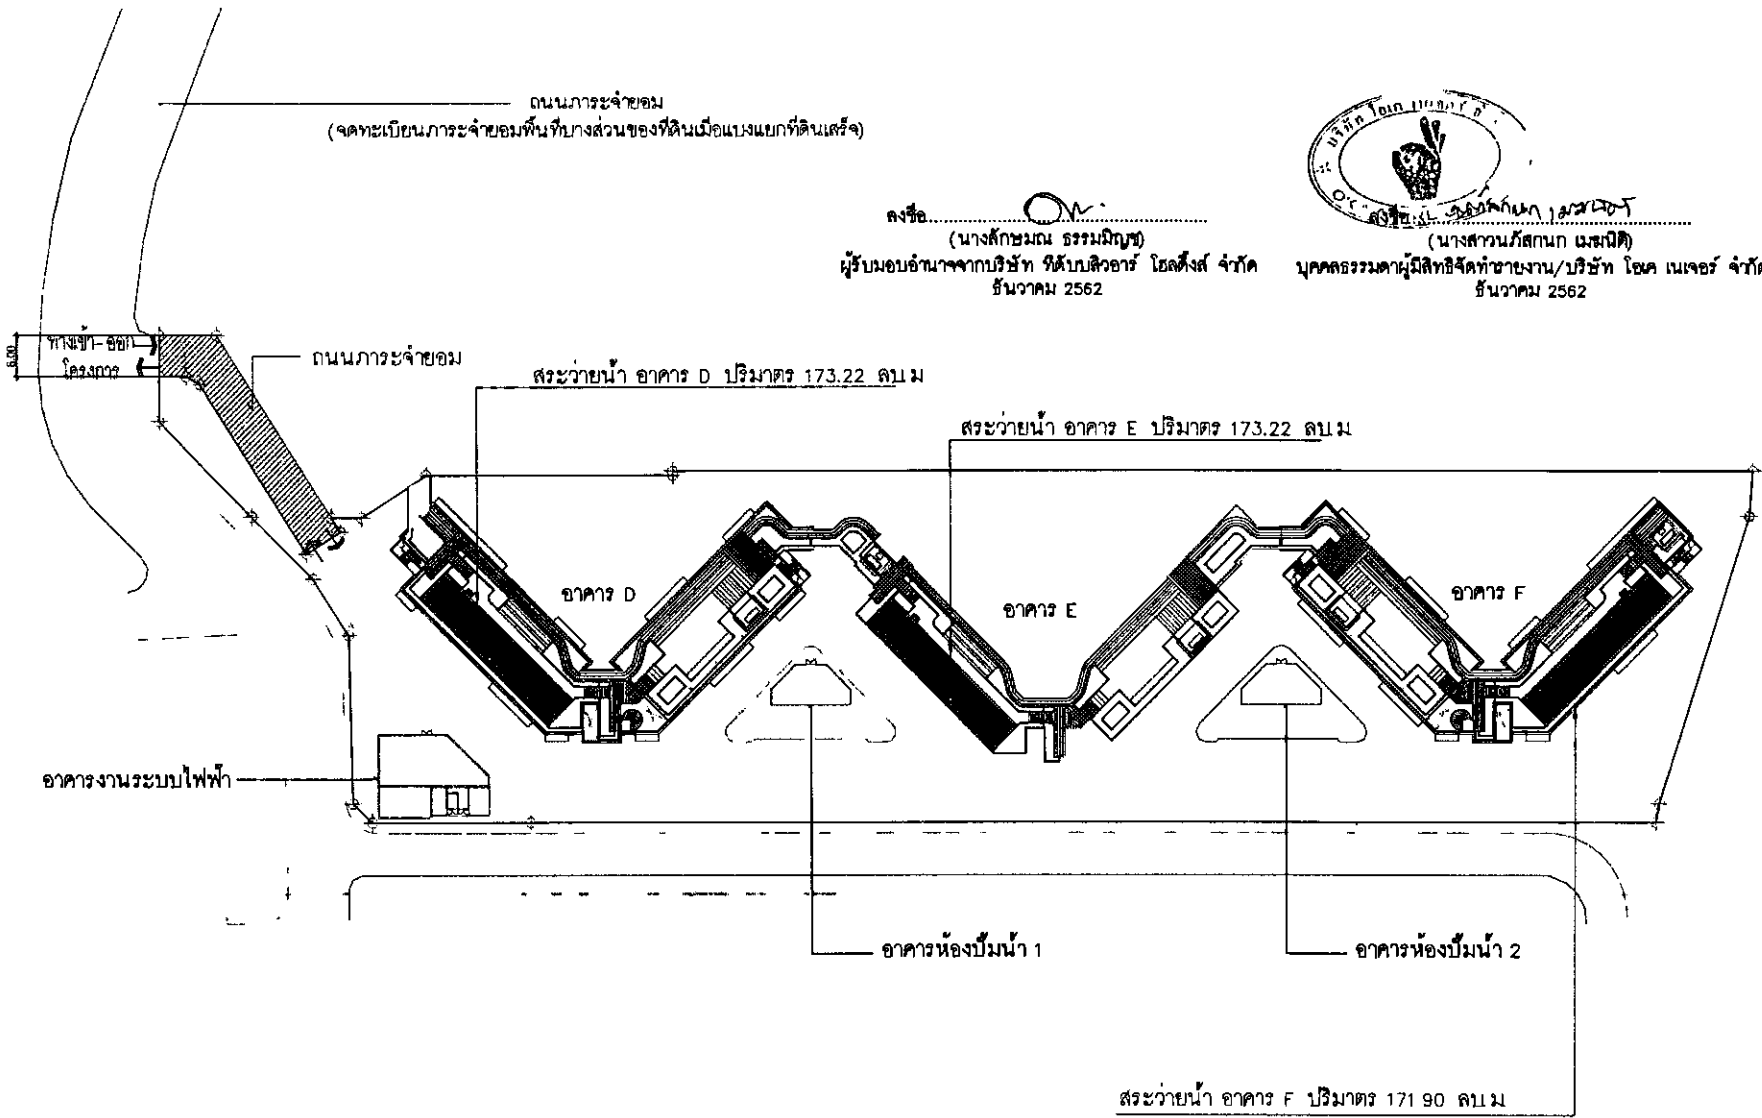 ถนนภาระจำยอม
(จดทะเบียนภาระจำยอมพื้นที่บางส่วนของที่ดินเมื่อแบ่งแยกที่ดินเสร็จ)
ลงชื่อ
(นางลักษมณ ธรรมมิญช)
ผู้รับมอบอำนาจจากบริษัท ทีดับบลิวอาร์ โฮลดิ้งส์ จำกัด
ธันวาคม 2562
ลงชื่อ
(นางสาวนภัสกนก เมฆนิติ)
บุคคลธรรมดาผู้มีสิทธิจัดทำรายงาน/บริษัท โอเค เนเจอร์ จำกัด
ธันวาคม 2562
6.00
ทางเข้า-ออก
โครงการ
ถนนภาระจำยอม
สระว่ายน้ำ อาคาร D ปริมาตร 173.22 ลบ.ม
สระว่ายน้ำ อาคาร E ปริมาตร 173.22 ลบ.ม
อาคาร D
อาคาร E
อาคาร F
อาคารงานระบบไฟฟ้า
อาคารห้องปั๊มน้ำ 1
อาคารห้องปั๊มน้ำ 2
สระว่ายน้ำ อาคาร F ปริมาตร 171 90 ลบ.ม